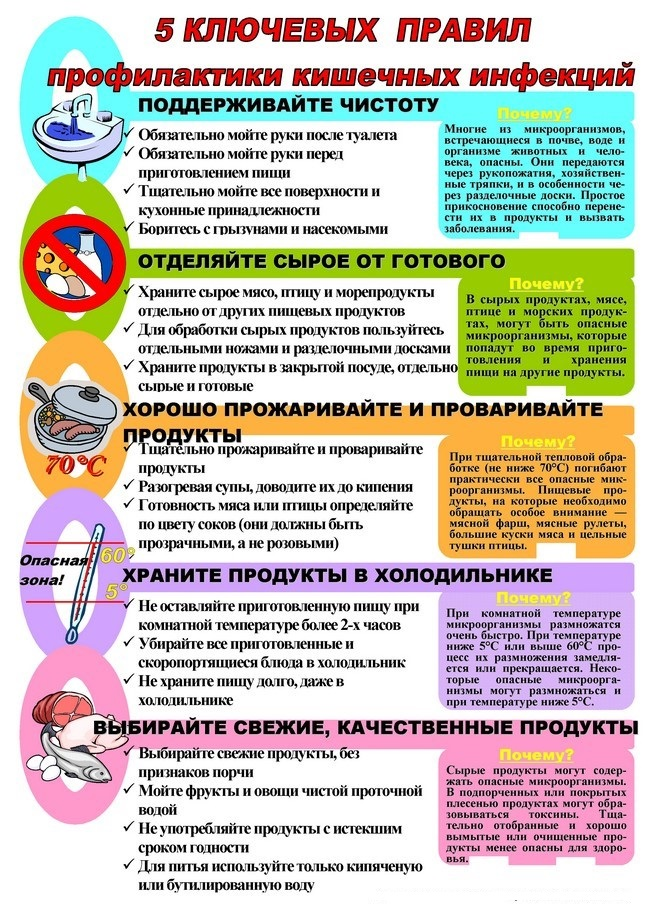 5 КЛЮЧЕВЫХ ПРАВИЛ
профилактики кишечных инфекций
ПОДДЕРЖИВАЙТЕ ЧИСТОТУ
✓ Обязательно мойте руки после туалета
✓ Обязательно мойте руки перед
приготовлением пищи
✓ Тщательно мойте все поверхности и
кухонные принадлежности
✓ Боритесь с грызунами и насекомыми
Почему?
Многие из микроорганизмов,
встречающиеся в почве, воде и
организме животных и чело-
века, опасны. Они передаются
через рукопожатия, хозяйствен-
ные тряпки, и в особенности че-
рез разделочные доски. Простое
прикосновение способно перене-
сти их в продукты и вызвать
заболевания.
ОТДЕЛЯЙТЕ СЫРОЕ ОТ ГОТОВОГО
✓ Храните сырое мясо, птицу и морепродукты
отдельно от других пищевых продуктов
✓ Для обработки сырых продуктов пользуйтесь
отдельными ножами и разделочными досками
✓ Храните продукты в закрытой посуде, отдельно
сырые и готовые
Почему?
В сырых продуктах, мясе,
птице и морских продук-
тах, могут быть опасные
микроорганизмы, которые
попадут во время приго-
товления и хранения
пищи на другие продукты.
ХОРОШО ПРОЖАРИВАЙТЕ И ПРОВАРИВАЙТЕ
ПРОДУКТЫ
70°C
✓ Тщательно прожаривайте и проваривайте
продукты
✓ Разогревая супы, доводите их до кипения
✓ Готовность мяса или птицы определяйте
по цвету соков (они должны быть
прозрачными, а не розовыми)
Почему?
При тщательной тепловой обра-
ботке (не ниже 70°С) погибают
практически все опасные мик-
роорганизмы. Пищевые про-
дукты, на которые необходимо
обращать особое внимание —
мясной фарш, мясные рулеты,
большие куски мяса и цельные
тушки птицы.
Опасная
зона!
60°
5°
ХРАНИТЕ ПРОДУКТЫ В ХОЛОДИЛЬНИКЕ
✓ Не оставляйте приготовленную пищу при
комнатной температуре более 2-х часов
✓ Убирайте все приготовленные и
скоропортящиеся блюда в холодильник
✓ Не храните пищу долго, даже в
холодильнике
Почему?
При комнатной температуре
микроорганизмы размножатся
очень быстро. При температуре
ниже 5°С или выше 60°С про-
цесс их размножения замедля-
ется или прекращается. Неко-
торые опасные микроорга-
низмы могут размножаться и
при температуре ниже 5°С.
ВЫБИРАЙТЕ СВЕЖИЕ, КАЧЕСТВЕННЫЕ ПРОДУКТЫ
✓ Выбирайте свежие продукты, без
признаков порчи
✓ Мойте фрукты и овощи чистой проточной
водой
✓ Не употребляйте продукты с истекшим
сроком годности
✓ Для питья используйте только кипяченую
или бутилированную воду
Почему?
Сырые продукты могут содер-
жать опасные микроорганизмы.
В подпорченных или покрытых
плесенью продуктах могут обра-
зовываться токсины. Тща-
тельно отобранные и хорошо
вымытые или очищенные про-
дукты менее опасны для здоро-
вья.